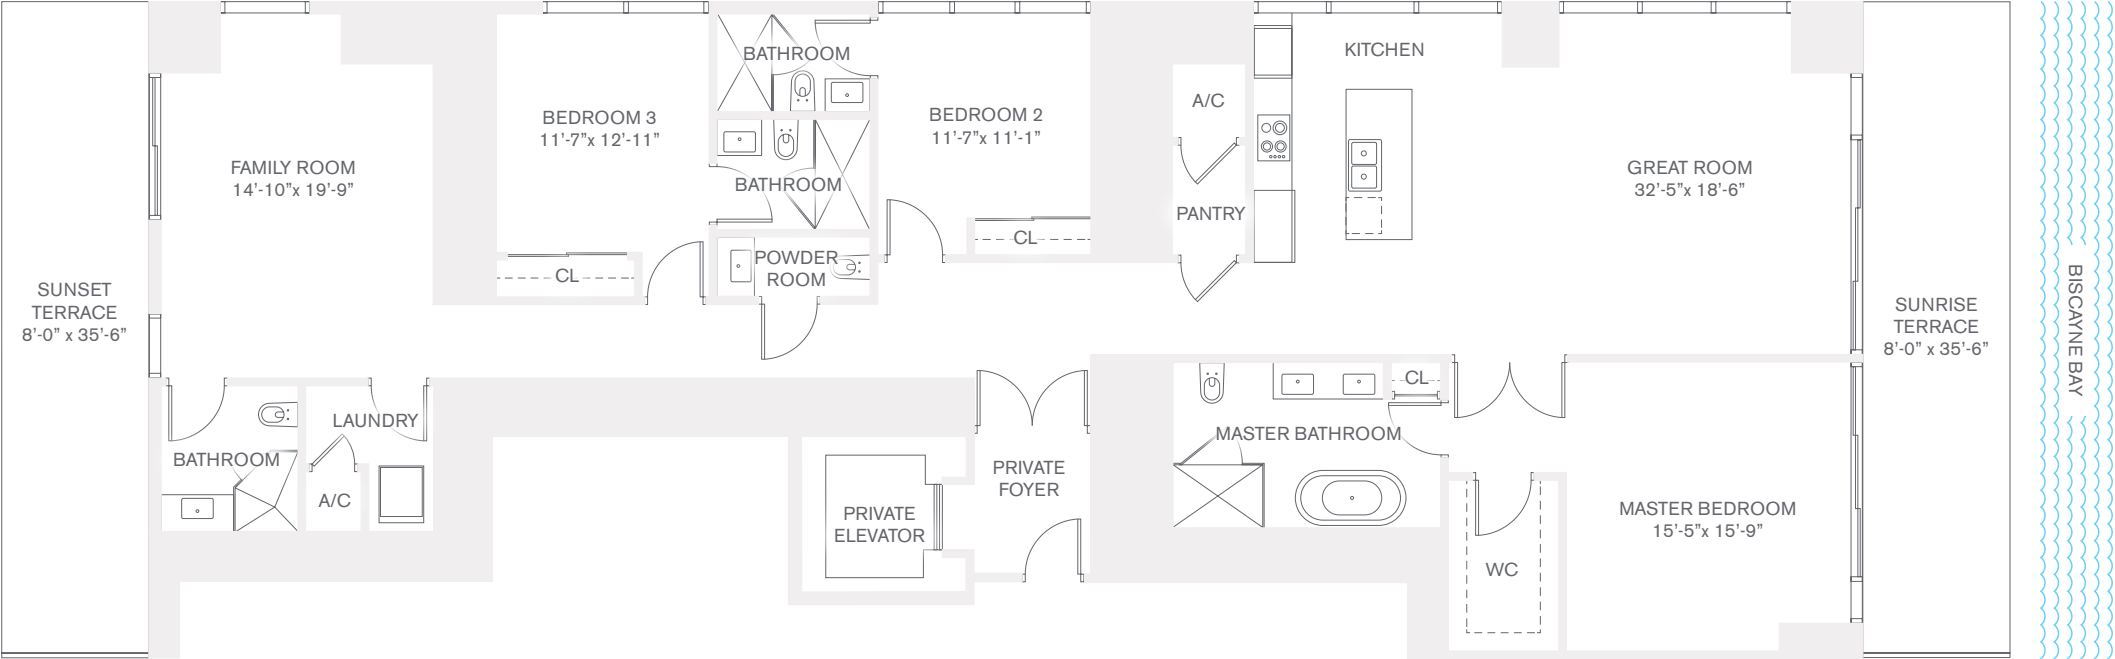 SUNSET
TERRACE
8'-0” x 35'-6”
FAMILY ROOM
14'-10”x 19'-9”
BATHROOM
LAUNDRY
A/C
BEDROOM 3
11'-7”x 12'-11”
CL
BATHROOM
BATHROOM
POWDER
ROOM
BEDROOM 2
11'-7”x 11'-1”
CL
PRIVATE
ELEVATOR
PRIVATE
FOYER
A/C
PANTRY
KITCHEN
GREAT ROOM
32'-5”x 18'-6”
MASTER BATHROOM
CL
WC
MASTER BEDROOM
15'-5”x 15'-9”
SUNRISE
TERRACE
8'-0” x 35'-6”
BISCAYNE BAY